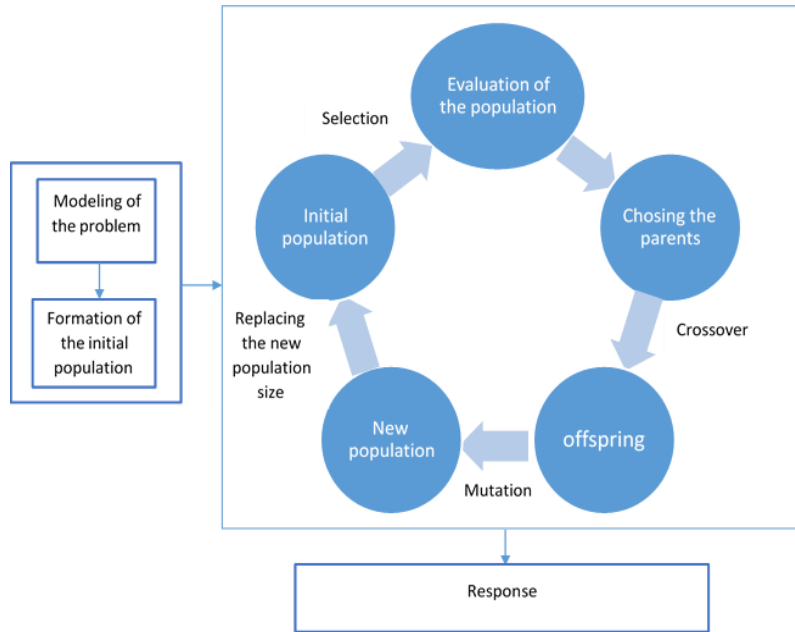 Modeling of
the problem
Formation of
the initial
population
Evaluation of
the population
Selection
Initial
population
Chosing the
parents
Crossover
offspring
Mutation
New
population
Replacing
the new
population
size
Response